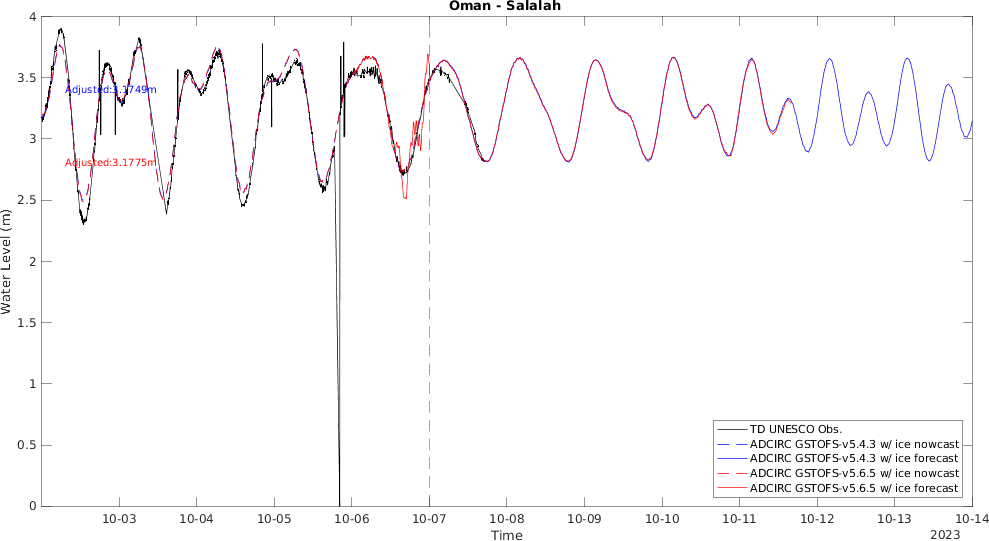 Oman - Salalah
Water Level (m)
4
3.5
3
2.5
2
1.5
1
0.5
0
Adjusted:3.1749m
Adjusted:3.1775m
TD UNESCO Obs.
ADCIRC GSTOFS-v5.4.3 w/ ice nowcast
ADCIRC GSTOFS-v5.4.3 w/ ice forecast
ADCIRC GSTOFS-v5.6.5 w/ ice nowcast
ADCIRC GSTOFS-v5.6.5 w/ ice forecast
10-03 10-04 10-05 10-06 10-07 10-08 10-09 10-10 10-11 10-12 10-13 10-14
Time
2023